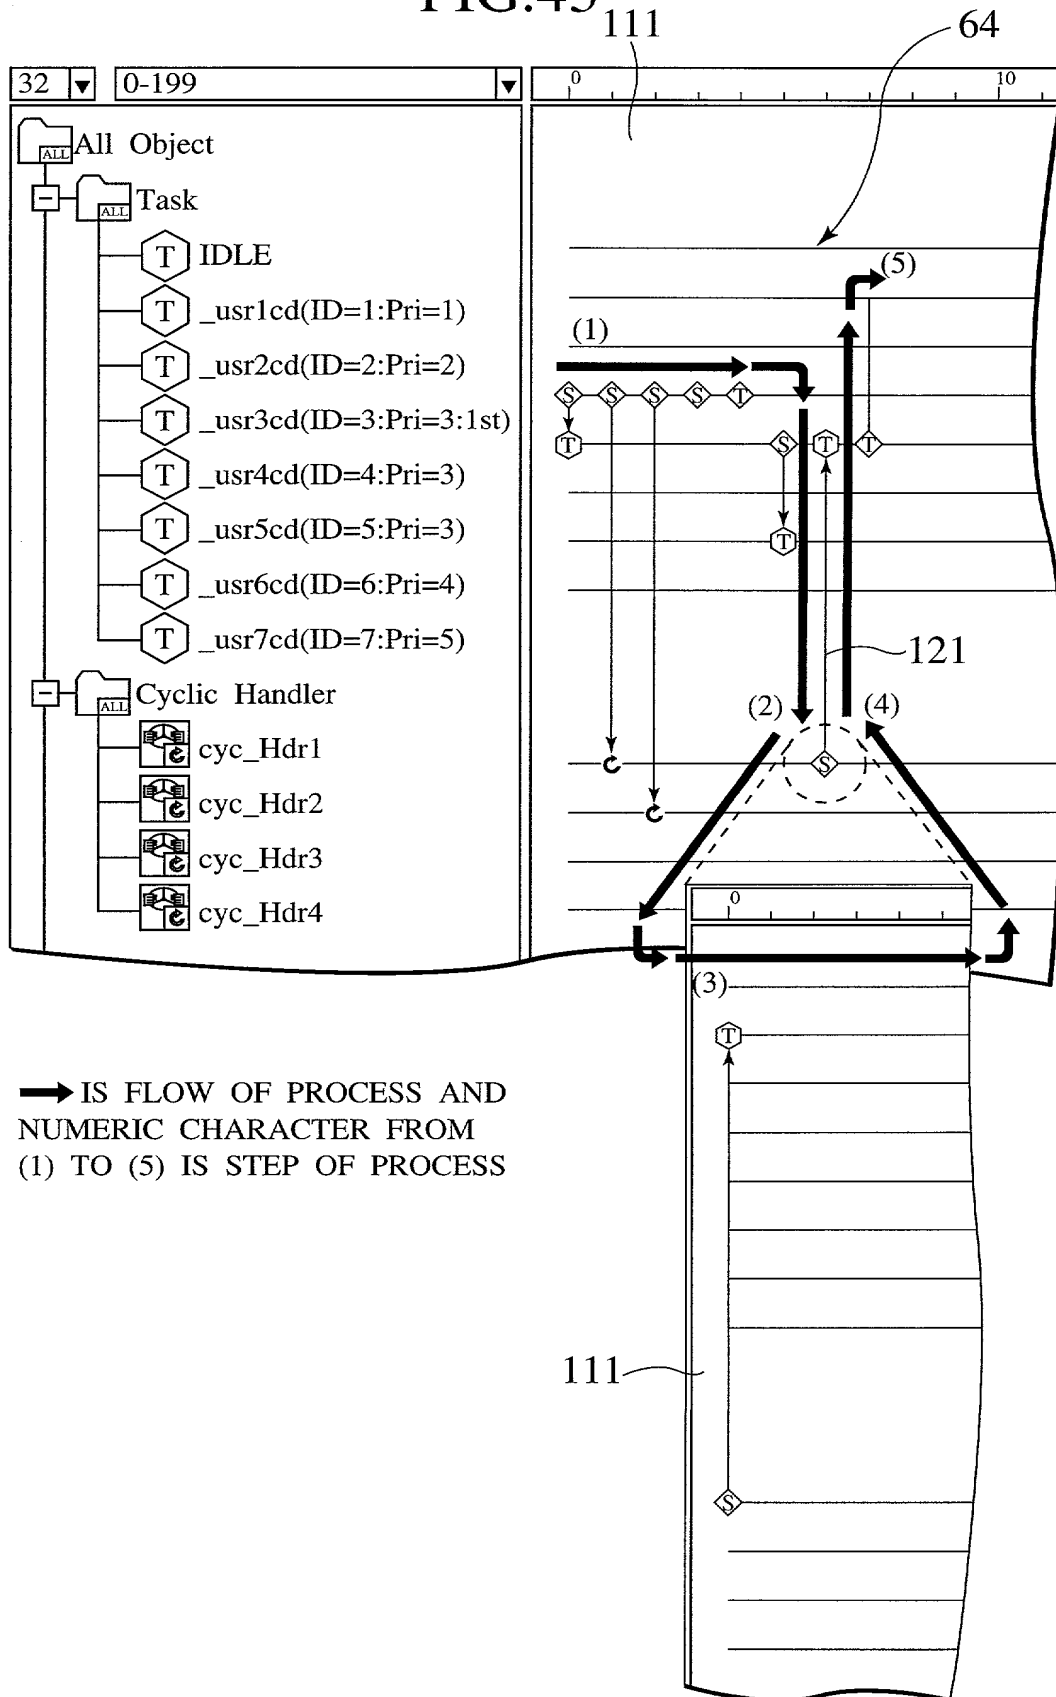 FIG.45
111
64
32
0-199
0
10
ALL
All Object
ALL
Task
T
IDLE
T
_usr1cd(ID=1:Pri=1)
T
_usr2cd(ID=2:Pri=2)
T
_usr3cd(ID=3:Pri=3:1st)
T
_usr4cd(ID=4:Pri=3)
T
_usr5cd(ID=5:Pri=3)
T
_usr6cd(ID=6:Pri=4)
T
_usr7cd(ID=7:Pri=5)
ALL
Cyclic Handler
cyc_Hdr1
cyc_Hdr2
cyc_Hdr3
cyc_Hdr4
(5)
(1)
S S S S T
T S T T
T
121
(2)
(4)
S
0
(3)
T
111
S
IS FLOW OF PROCESS AND
NUMERIC CHARACTER FROM
(1) TO (5) IS STEP OF PROCESS